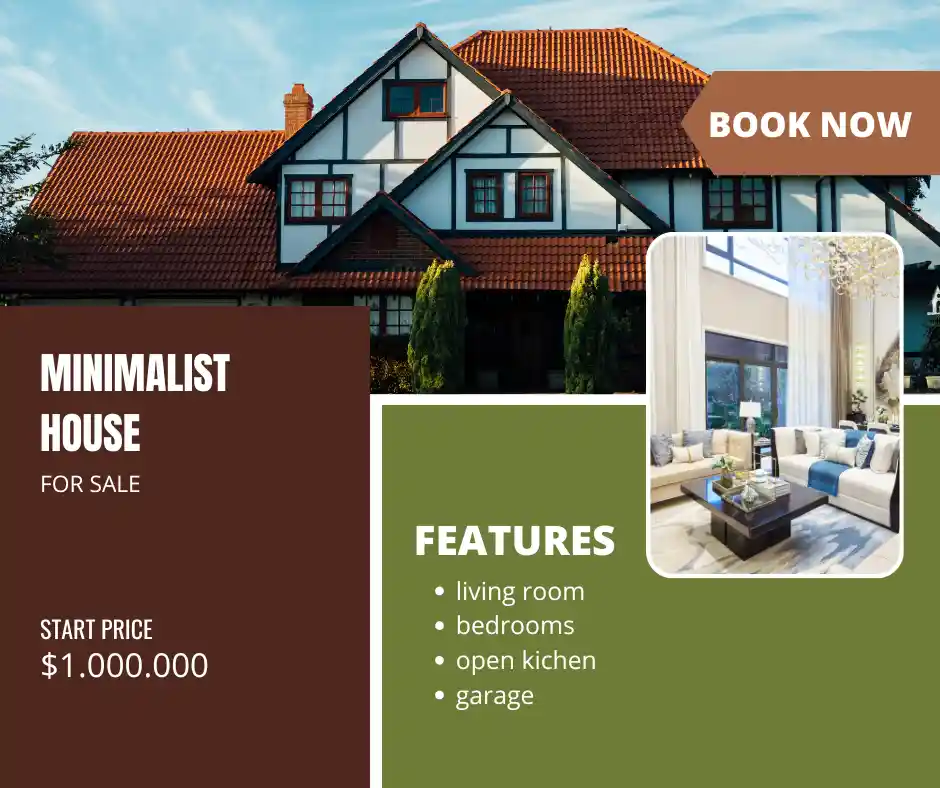 BOOK NOW
MINIMALIST
HOUSE
FOR SALE
START PRICE
$1.000.000
FEATURES
living room
bedrooms
open kichen
garage